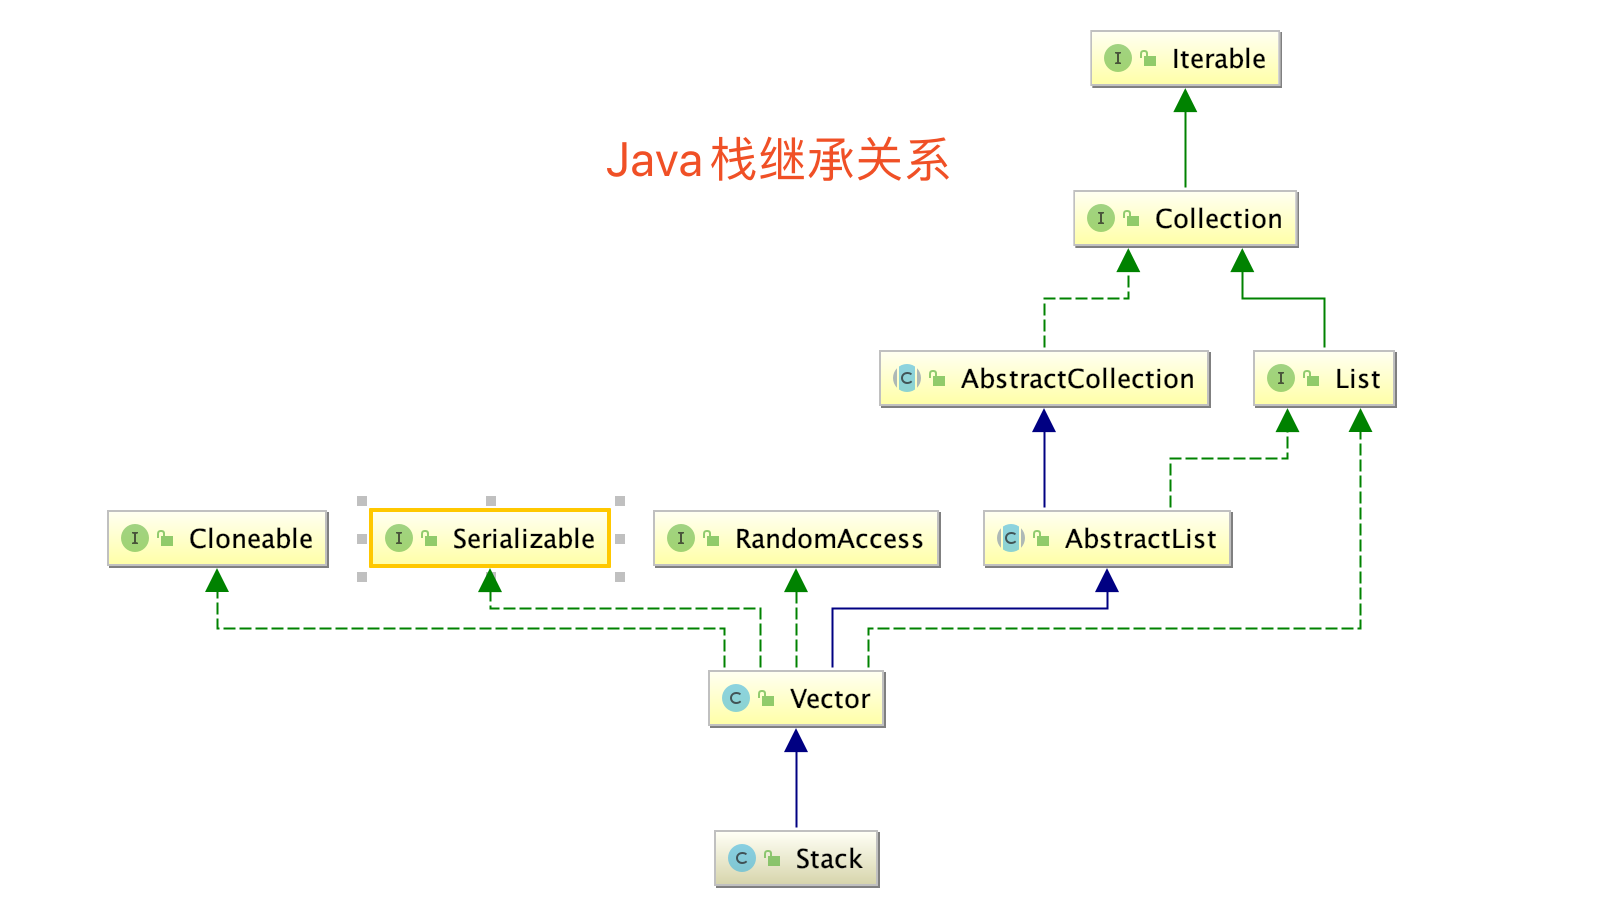 I Iterable
Java栈继承关系
I Collection
C AbstractCollection
I List
I Cloneable
I Serializable
I RandomAccess
C AbstractList
C Vector
C Stack